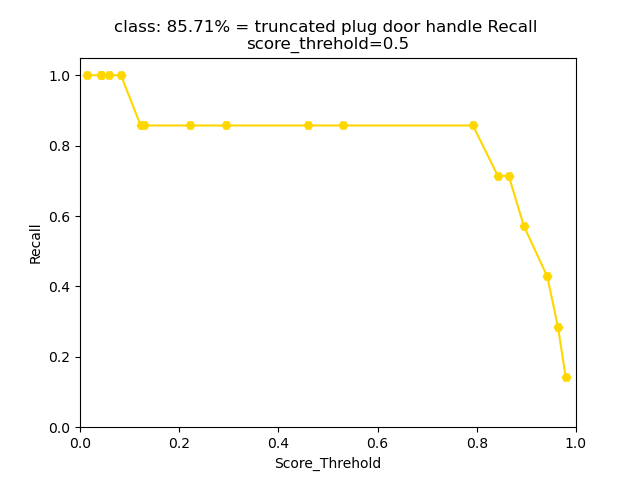 class: 85.71% = truncated plug door handle Recall
score_threhold=0.5
1.0
0.8
0.6
0.4
0.2
0.0
Recall
0.0 0.2 0.4 0.6 0.8 1.0
Score_Threhold